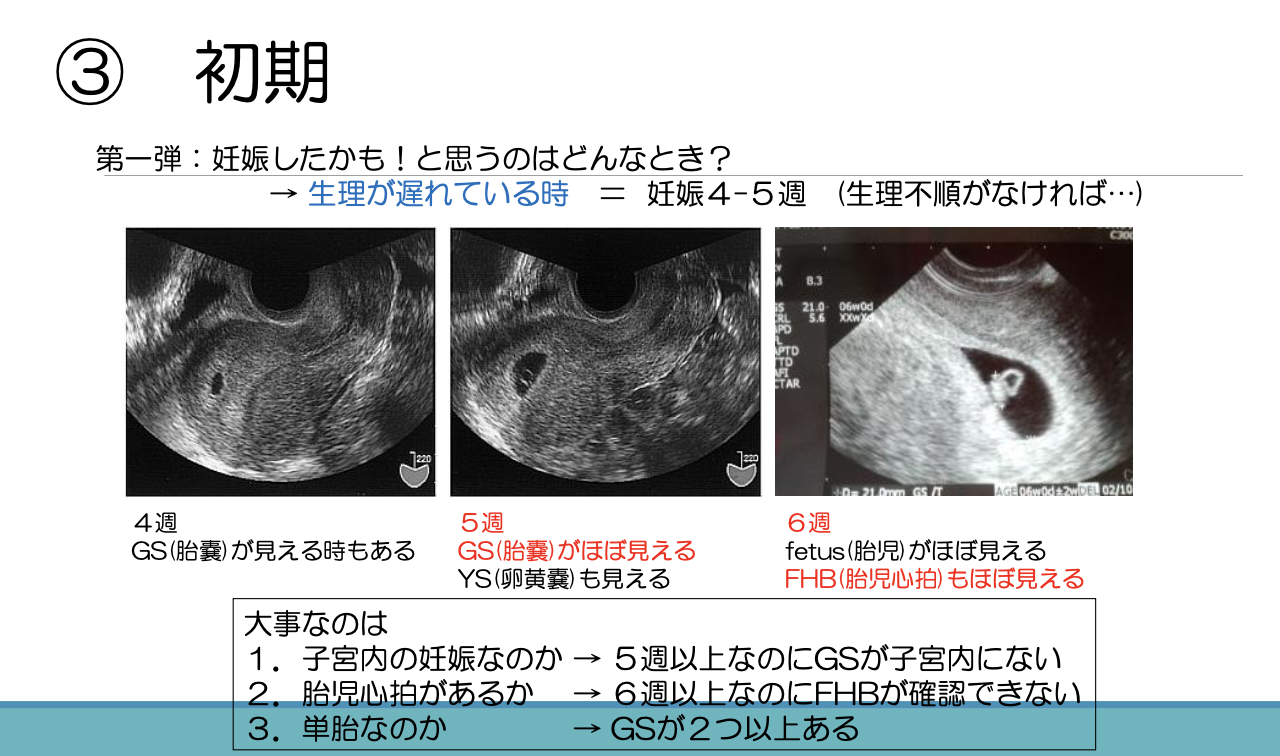 ③ 初期
第一弾：妊娠したかも！と思うのはどんなとき？
→ 生理が遅れている時 ＝ 妊娠４-５週 (生理不順がなければ…)
220
220
C300
A 8.3
GS 21.0 06w0d
CRL 5.6 XXwXd
BPD
APTD
TTD
AFI
CTAR
D= 21.0mm GS /T AGE 06w0d±2w DEL 02/10
４週
GS(胎嚢)が見える時もある
５週
GS(胎嚢)がほぼ見える
YS(卵黄嚢)も見える
６週
fetus(胎児)がほぼ見える
FHB(胎児心拍)もほぼ見える
大事なのは
１．子宮内の妊娠なのか → ５週以上なのにGSが子宮内にない
２．胎児心拍があるか → ６週以上なのにFHBが確認できない
３．単胎なのか → GSが２つ以上ある